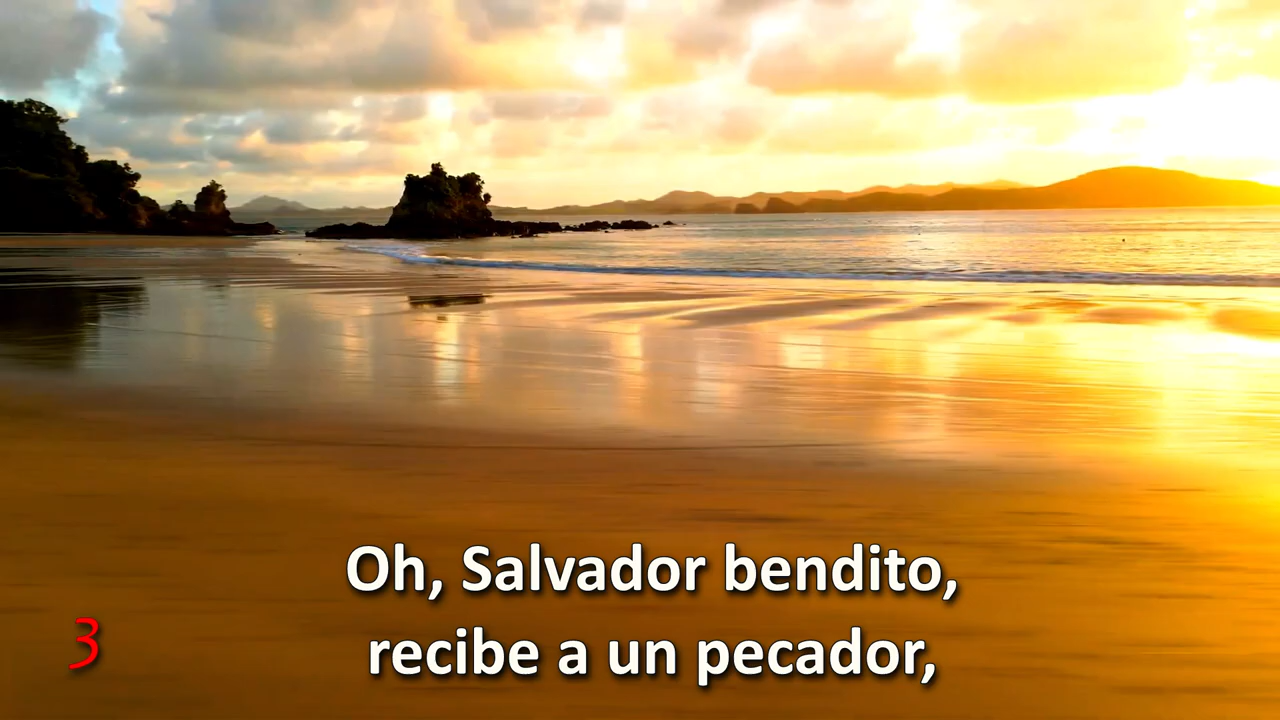 Oh, Salvador bendito,
3
recibe a un pecador,